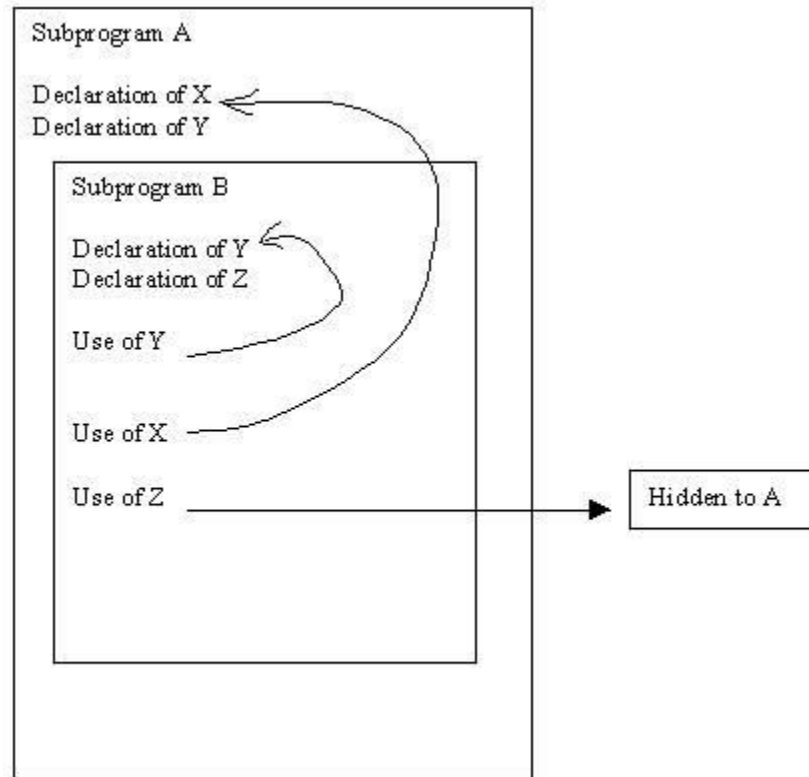 Subprogram A
Declaration of X
Declaration of Y
Subprogram B
Declaration of Y
Declaration of Z
Use of Y
Use of X
Use of Z
Hidden to A